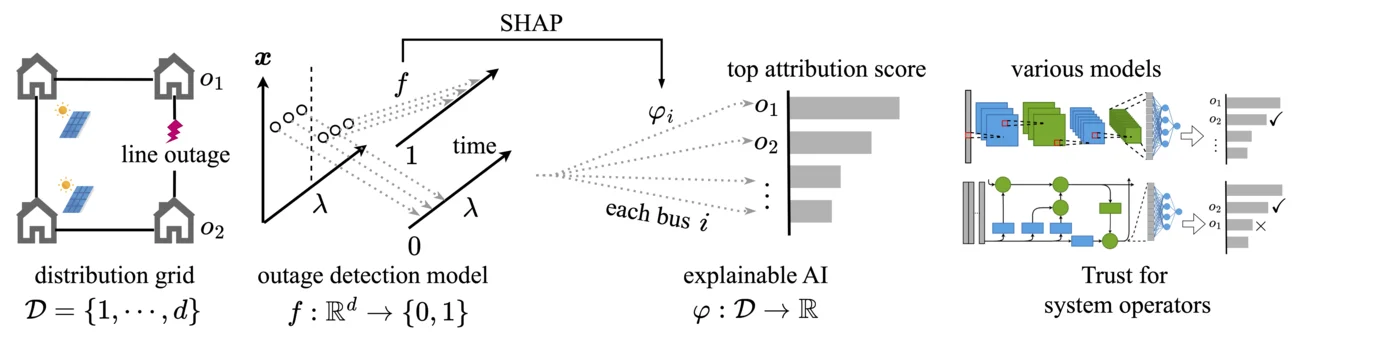 SHAP
o₁
line outage
o₂
distribution grid
𝒟 = {1, ⋯, d}
x
λ
f
1
time
λ
0
outage detection model
f : ℝᵈ → {0, 1}
φᵢ
each bus i
top attribution score
o₁
o₂
⋮
explainable AI
φ : 𝒟 → ℝ
various models
o₁
o₂ ✓
⋮
o₂ ✓
o₁ ×
Trust for
system operators